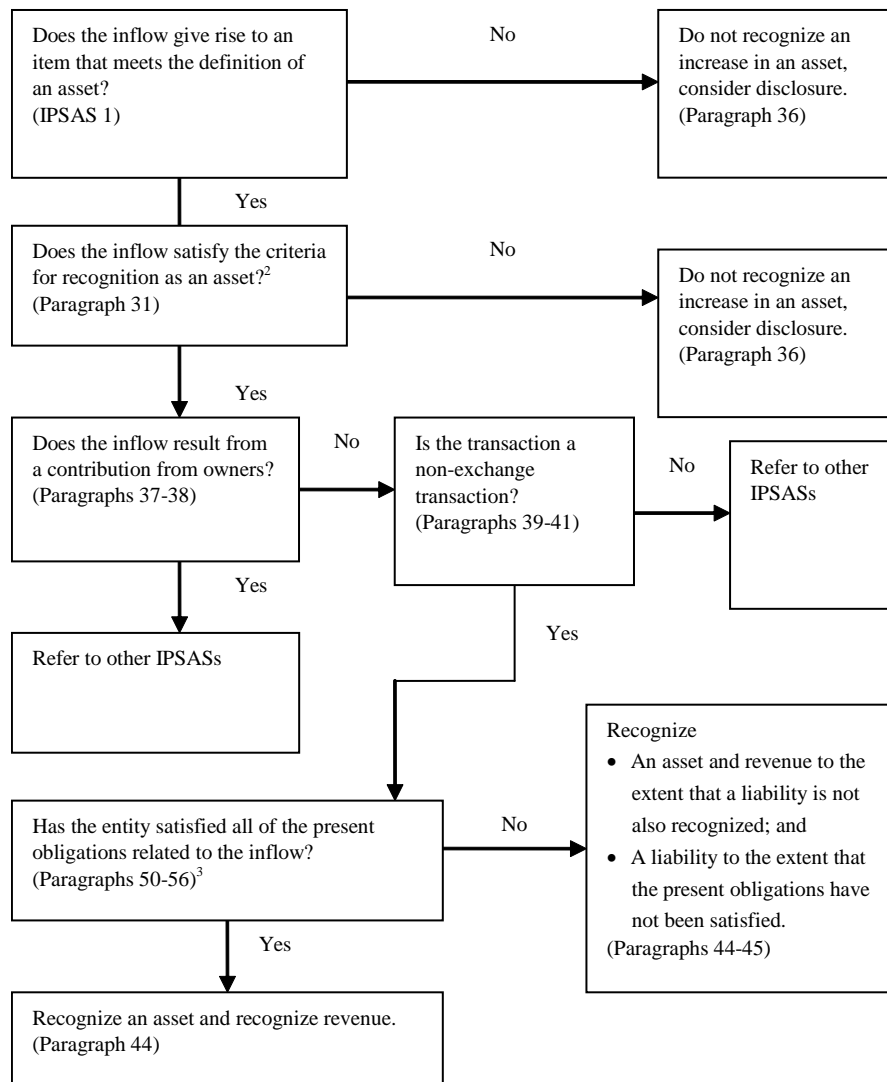 Does the inflow give rise to an
item that meets the definition of
an asset?
(IPSAS 1)
No
Do not recognize an
increase in an asset,
consider disclosure.
(Paragraph 36)
Yes
Does the inflow satisfy the criteria
for recognition as an asset?2
(Paragraph 31)
No
Do not recognize an
increase in an asset,
consider disclosure.
(Paragraph 36)
Yes
Does the inflow result from
a contribution from owners?
(Paragraphs 37-38)
No
Is the transaction a
non-exchange
transaction?
(Paragraphs 39-41)
No
Refer to other
IPSASs
Yes
Refer to other IPSASs
Yes
Has the entity satisfied all of the present
obligations related to the inflow?
(Paragraphs 50-56)3
No
Recognize
• An asset and revenue to the
extent that a liability is not
also recognized; and
• A liability to the extent that
the present obligations have
not been satisfied.
(Paragraphs 44-45)
Yes
Recognize an asset and recognize revenue.
(Paragraph 44)